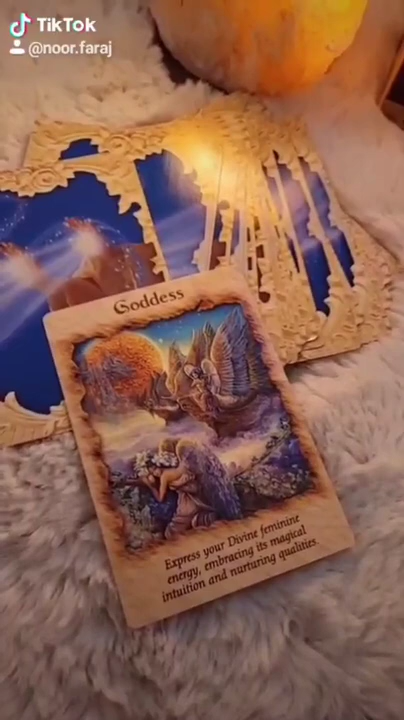 TikTok
@noor.faraj
Goddess
Express your Divine feminine
energy, embracing its magical
intuition and nurturing qualities.